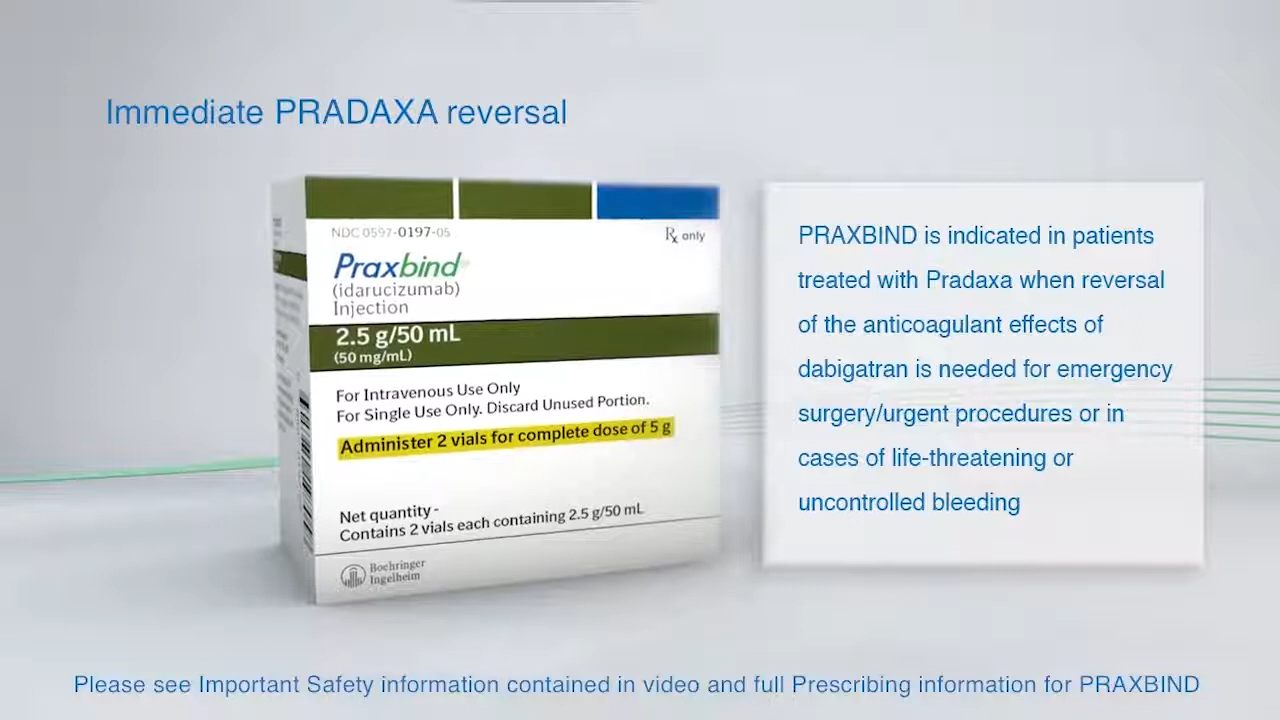 Immediate PRADAXA reversal
NDC 0597-0197-05
Rx only
Praxbind
(idarucizumab)
Injection
2.5 g/50 mL
(50 mg/mL)
For Intravenous Use Only
For Single Use Only. Discard Unused Portion.
Administer 2 vials for complete dose of 5 g
Net quantity -
Contains 2 vials each containing 2.5 g/50 mL
Boehringer
Ingelheim
PRAXBIND is indicated in patients
treated with Pradaxa when reversal
of the anticoagulant effects of
dabigatran is needed for emergency
surgery/urgent procedures or in
cases of life-threatening or
uncontrolled bleeding
Please see Important Safety information contained in video and full Prescribing information for PRAXBIND